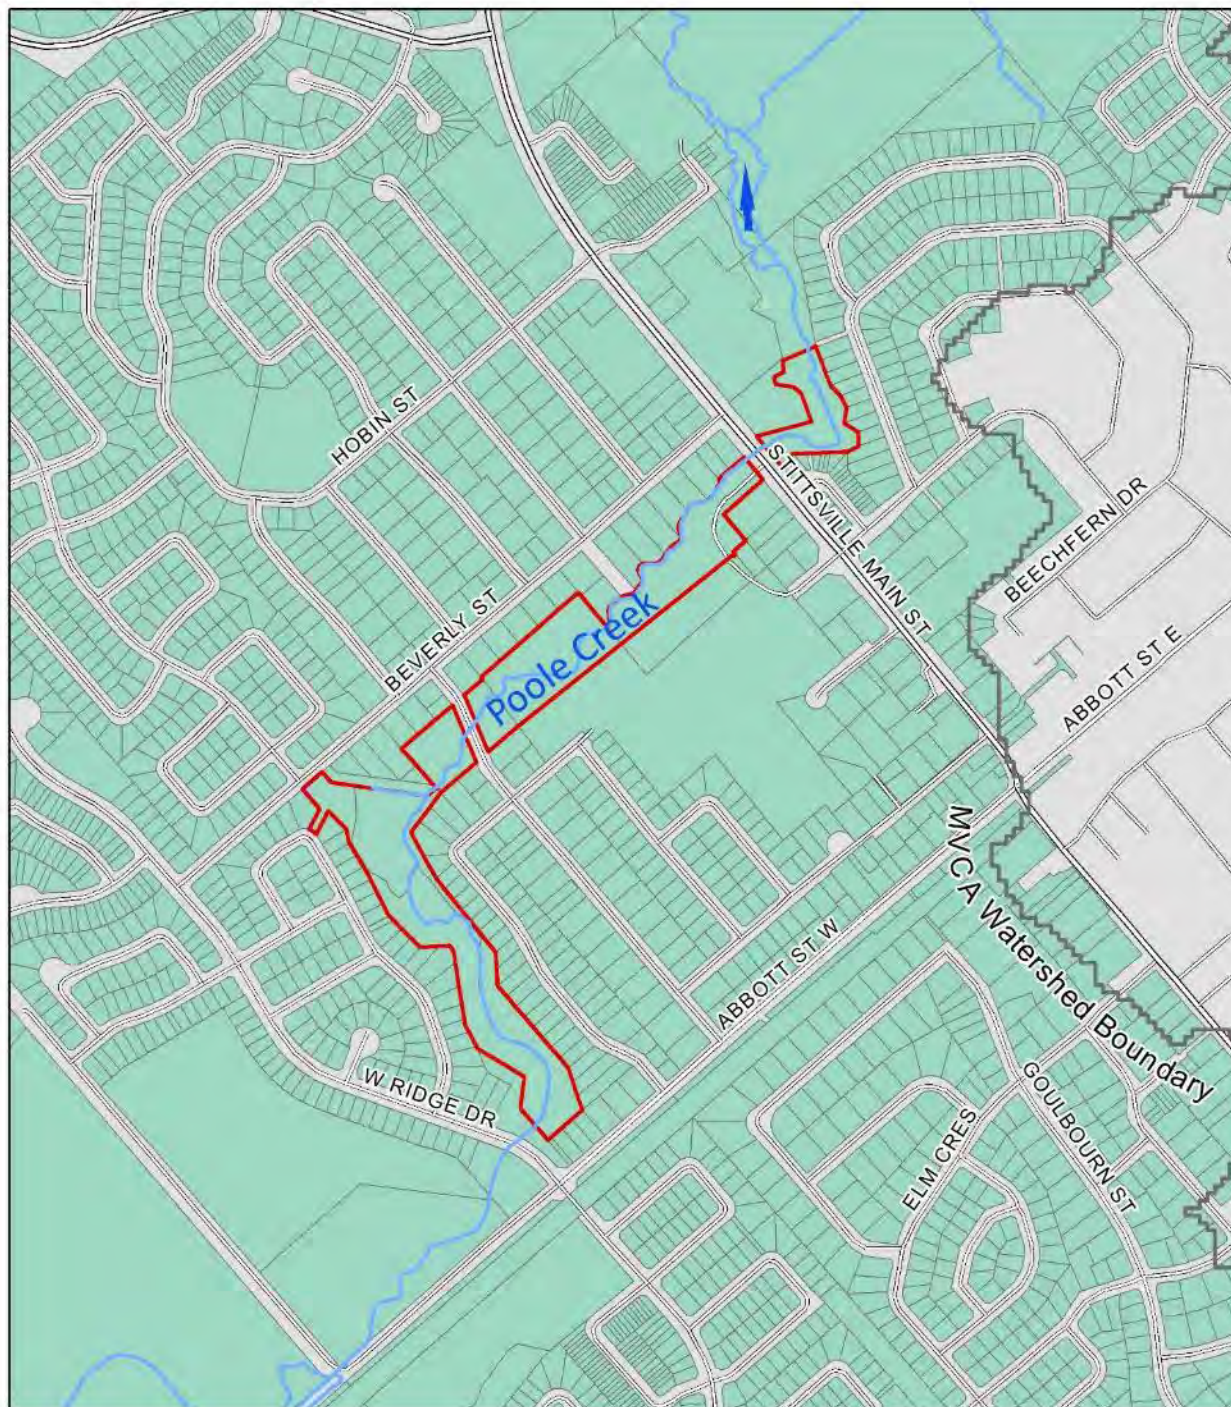 HOBIN ST
STITTSVILLE MAIN ST
BEECHFERN DR
BEVERLY ST
Poole Creek
ABBOTT ST E
MVCA Watershed Boundary
ABBOTT ST W
W RIDGE DR
GOULBOURN ST
ELM CRES